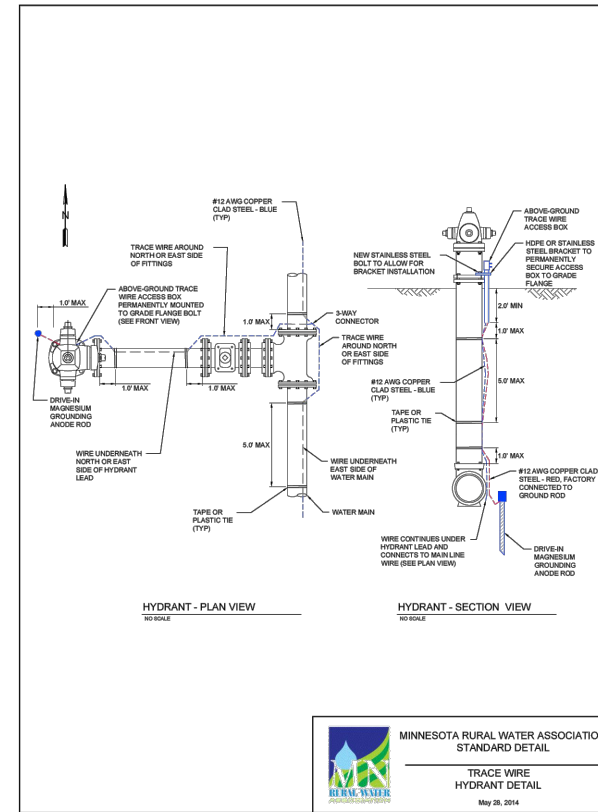 #12 AWG COPPER
CLAD STEEL - BLUE
(TYP)
N
TRACE WIRE AROUND
NORTH OR EAST SIDE
OF FITTINGS
ABOVE-GROUND TRACE
WIRE ACCESS BOX
PERMANENTLY MOUNTED
TO GRADE FLANGE BOLT
(SEE FRONT VIEW)
1.0' MAX
1.0' MAX
3-WAY
CONNECTOR
TRACE WIRE
AROUND NORTH
OR EAST SIDE
OF FITTINGS
1.0' MAX
1.0' MAX
DRIVE-IN
MAGNESIUM
GROUNDING
ANODE ROD
WIRE UNDERNEATH
NORTH OR EAST
SIDE OF HYDRANT
LEAD
5.0' MAX
WIRE UNDERNEATH
EAST SIDE OF
WATER MAIN
TAPE OR
PLASTIC TIE
(TYP)
WATER MAIN
HYDRANT - PLAN VIEW
NO SCALE
ABOVE-GROUND
TRACE WIRE
ACCESS BOX
NEW STAINLESS STEEL
BOLT TO ALLOW FOR
BRACKET INSTALLATION
HDPE OR STAINLESS
STEEL BRACKET TO
PERMANENTLY
SECURE ACCESS
BOX TO GRADE
FLANGE
2.0' MIN
1.0' MAX
#12 AWG COPPER
CLAD STEEL - BLUE
(TYP)
5.0' MAX
TAPE OR
PLASTIC TIE
(TYP)
1.0' MAX
#12 AWG COPPER CLAD
STEEL - RED, FACTORY
CONNECTED TO
GROUND ROD
WIRE CONTINUES UNDER
HYDRANT LEAD AND
CONNECTS TO MAIN LINE
WIRE (SEE PLAN VIEW)
DRIVE-IN
MAGNESIUM
GROUNDING
ANODE ROD
HYDRANT - SECTION VIEW
NO SCALE
MN
RURAL WATER
MINNESOTA RURAL WATER ASSOCIATIO
STANDARD DETAIL
TRACE WIRE
HYDRANT DETAIL
May 28, 2014